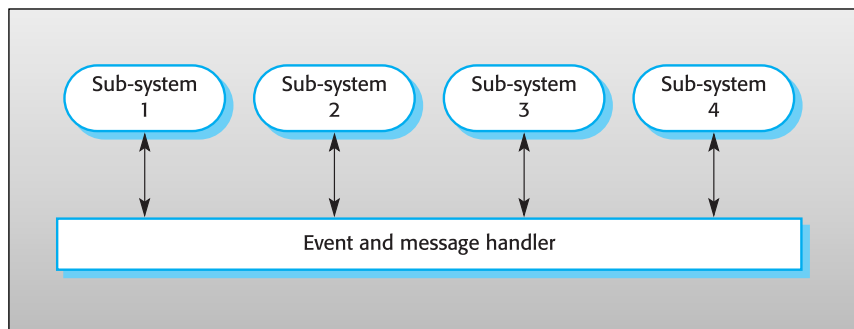 Sub-system
1
Sub-system
2
Sub-system
3
Sub-system
4
Event and message handler